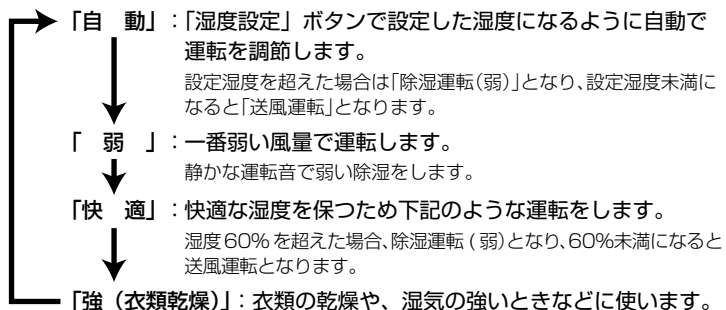 「自　動」：「湿度設定」ボタンで設定した湿度になるように自動で
運転を調節します。
設定湿度を超えた場合は「除湿運転(弱)」となり、設定湿度未満に
なると「送風運転」となります。
「　弱　」：一番弱い風量で運転します。
静かな運転音で弱い除湿をします。
「快　適」：快適な湿度を保つため下記のような運転をします。
湿度60%を超えた場合、除湿運転(弱)となり、60%未満になると
送風運転となります。
「強（衣類乾燥）」：衣類の乾燥や、湿気の強いときなどに使います。